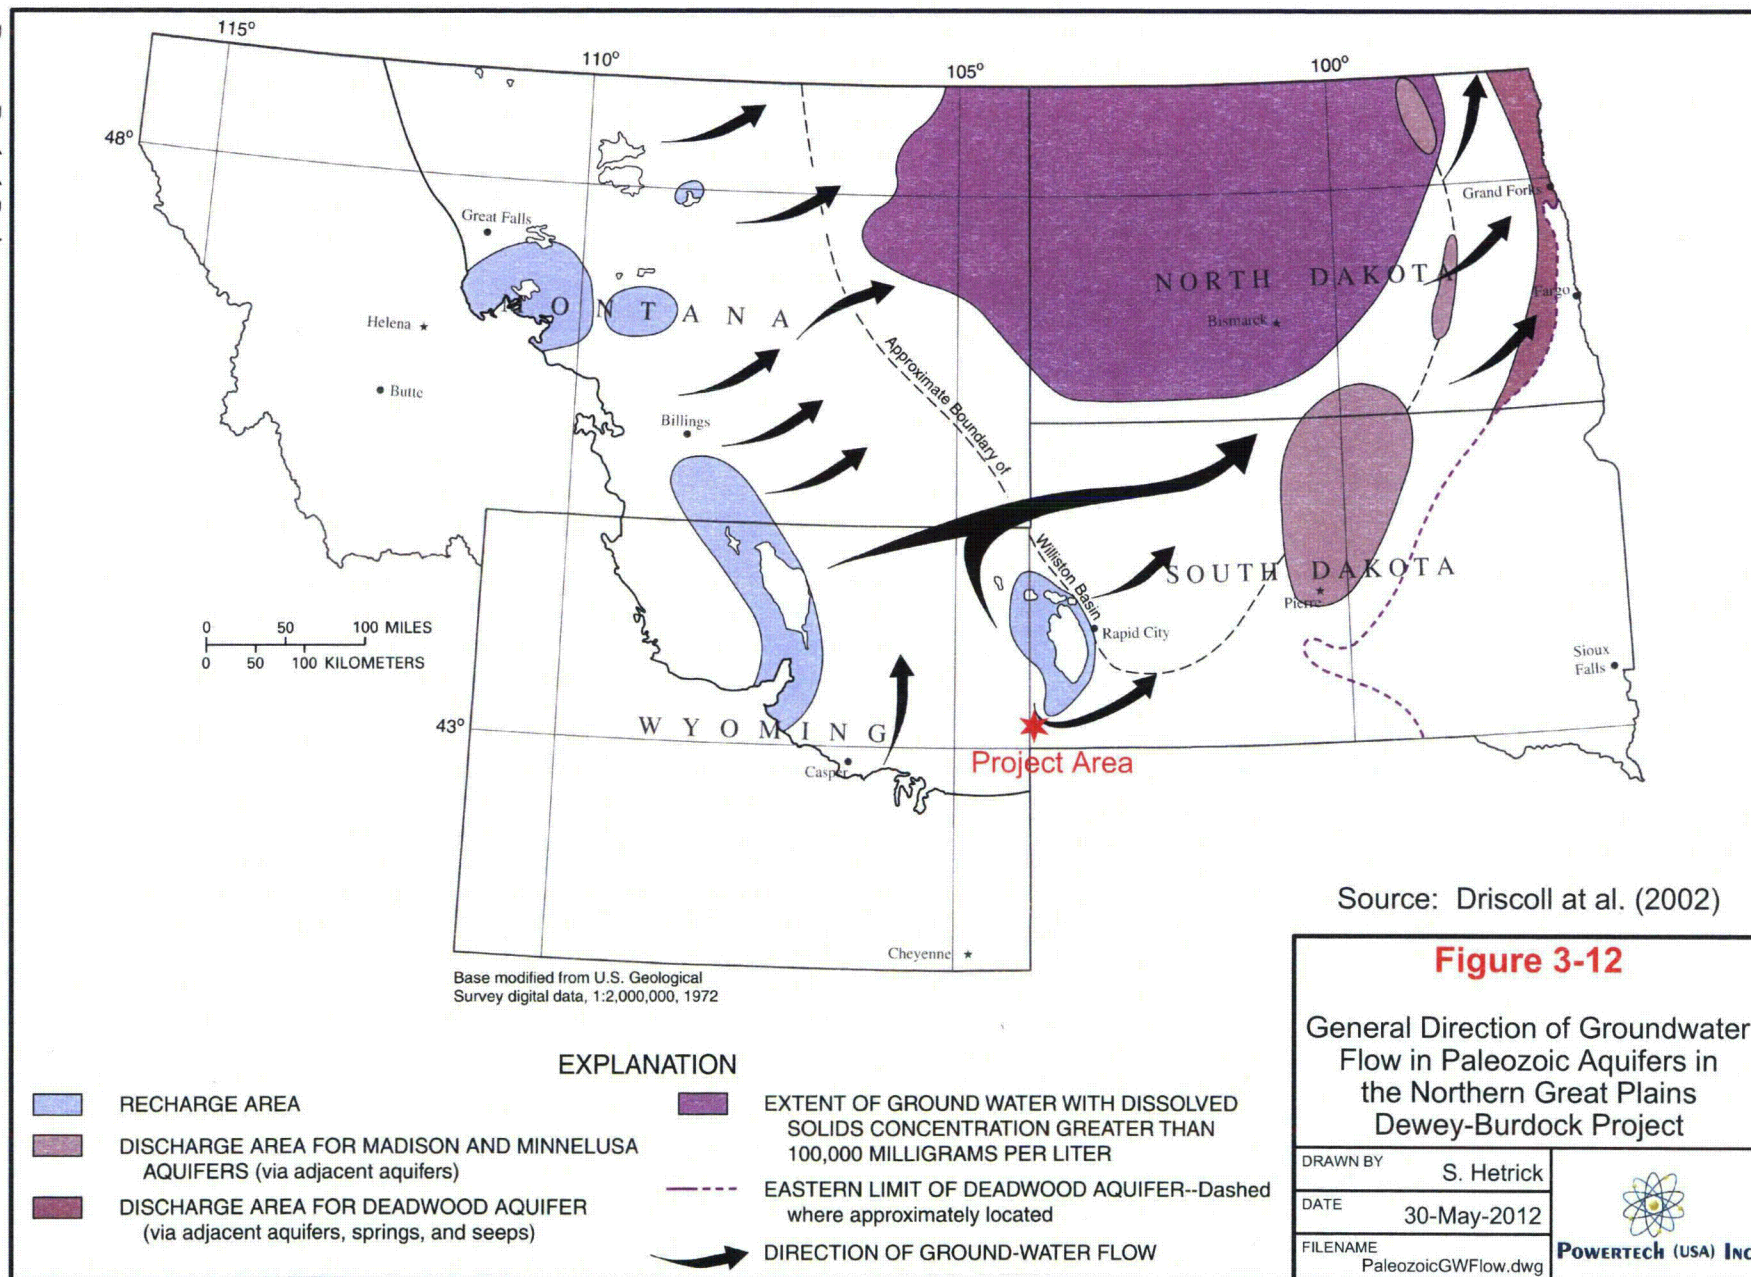 115°
110°
105°
100°
48°
Great Falls
Grand Forks
MONTANA
NORTH DAKOTA
Fargo
Helena
Bismarck
Butte
Approximate Boundary of
Billings
Williston Basin
SOUTH DAKOTA
Pierre
0 50 100 MILES
0 50 100 KILOMETERS
Rapid City
Sioux
Falls
43°
WYOMING
Project Area
Casper
Cheyenne
Base modified from U.S. Geological
Survey digital data, 1:2,000,000, 1972
Source: Driscoll at al. (2002)
EXPLANATION
RECHARGE AREA
DISCHARGE AREA FOR MADISON AND MINNELUSA
AQUIFERS (via adjacent aquifers)
DISCHARGE AREA FOR DEADWOOD AQUIFER
(via adjacent aquifers, springs, and seeps)
EXTENT OF GROUND WATER WITH DISSOLVED
SOLIDS CONCENTRATION GREATER THAN
100,000 MILLIGRAMS PER LITER
EASTERN LIMIT OF DEADWOOD AQUIFER--Dashed
where approximately located
DIRECTION OF GROUND-WATER FLOW
Figure 3-12
General Direction of Groundwater
Flow in Paleozoic Aquifers in
the Northern Great Plains
Dewey-Burdock Project
DRAWN BY
S. Hetrick
DATE
30-May-2012
FILENAME
PaleozoicGWFlow.dwg
POWERTECH (USA) INC